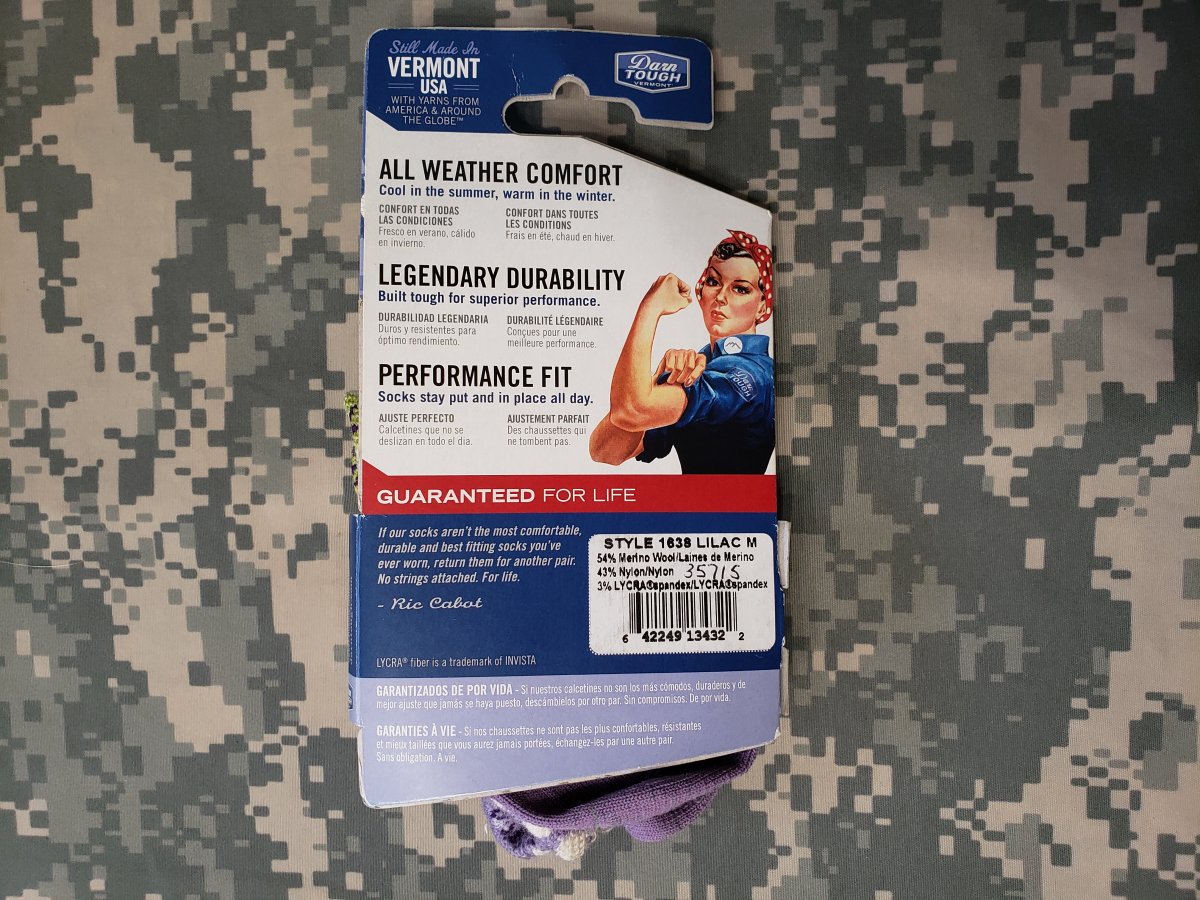 Still Made In
VERMONT
USA
WITH YARNS FROM
AMERICA & AROUND
THE GLOBE™
Darn
TOUGH
VERMONT
ALL WEATHER COMFORT
Cool in the summer, warm in the winter.
CONFORT EN TODAS
LAS CONDICIONES
Fresco en verano, cálido
en invierno.
CONFORT DANS TOUTES
LES CONDITIONS
Frais en été, chaud en hiver.
LEGENDARY DURABILITY
Built tough for superior performance.
DURABILIDAD LEGENDARIA
Duros y resistentes para
óptimo rendimiento.
DURABILITÉ LÉGENDAIRE
Conçues pour une
meilleure performance.
PERFORMANCE FIT
Socks stay put and in place all day.
AJUSTE PERFECTO
Calcetines que no se
deslizan en todo el dia.
AJUSTEMENT PARFAIT
Des chaussettes qui
ne tombent pas.
Darn
TOUGH
GUARANTEED FOR LIFE
If our socks aren't the most comfortable,
durable and best fitting socks you've
ever worn, return them for another pair.
No strings attached. For life.
- Ric Cabot
LYCRA® fiber is a trademark of INVISTA
STYLE 1638 LILAC M
54% Merino Wool/Laines de Merino
43% Nylon/Nylon 35715
3% LYCRA®spandex/LYCRA®spandex
6 42249 13432 2
GARANTIZADOS DE POR VIDA - Si nuestros calcetines no son los más cómodos, duraderos y de
mejor ajuste que jamás se haya puesto, descámbielos por otro par. Sin compromisos. De por vida.
GARANTIES À VIE - Si nos chaussettes ne sont pas les plus confortables, résistantes
et mieux taillées que vous aurez jamais portées, échangez-les par une autre pair.
Sans obligation. A vie.